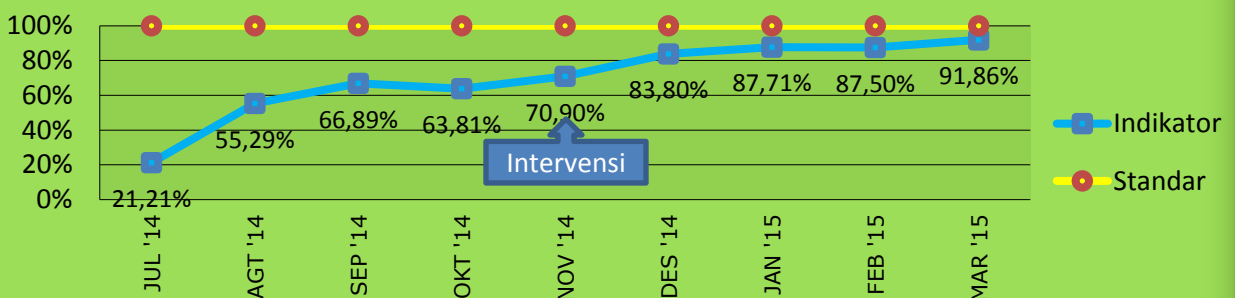 100%
80%
60%
40%
20%
0%
21,21%
55,29%
66,89%
63,81%
70,90%
83,80%
87,71%
87,50%
91,86%
Intervensi
JUL '14
AGT '14
SEP '14
OKT '14
NOV '14
DES '14
JAN '15
FEB '15
MAR '15
Indikator
Standar